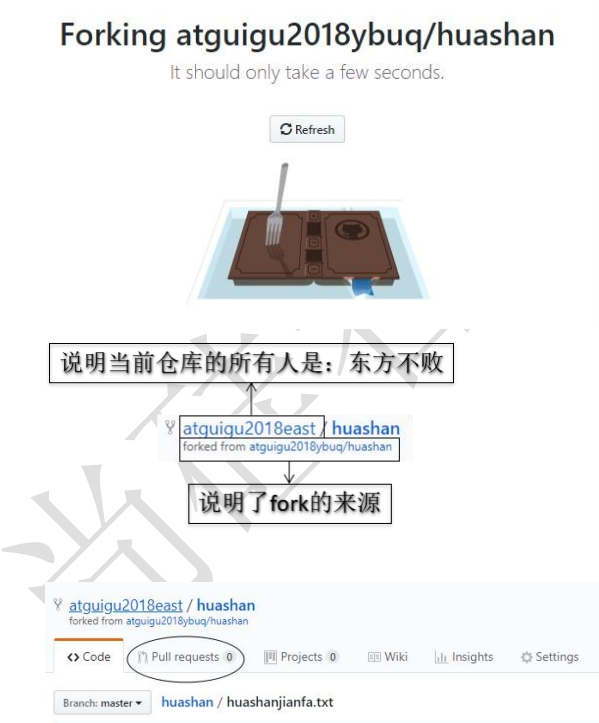 Forking atguigu2018ybuq/huashan
It should only take a few seconds.
Refresh
说明当前仓库的所有人是：东方不败
atguigu2018east / huashan
forked from atguigu2018ybuq/huashan
说明了fork的来源
atguigu2018east / huashan
forked from atguigu2018ybuq/huashan
Code Pull requests 0 Projects 0 Wiki Insights Settings
Branch: master huashan / huashanjianfa.txt